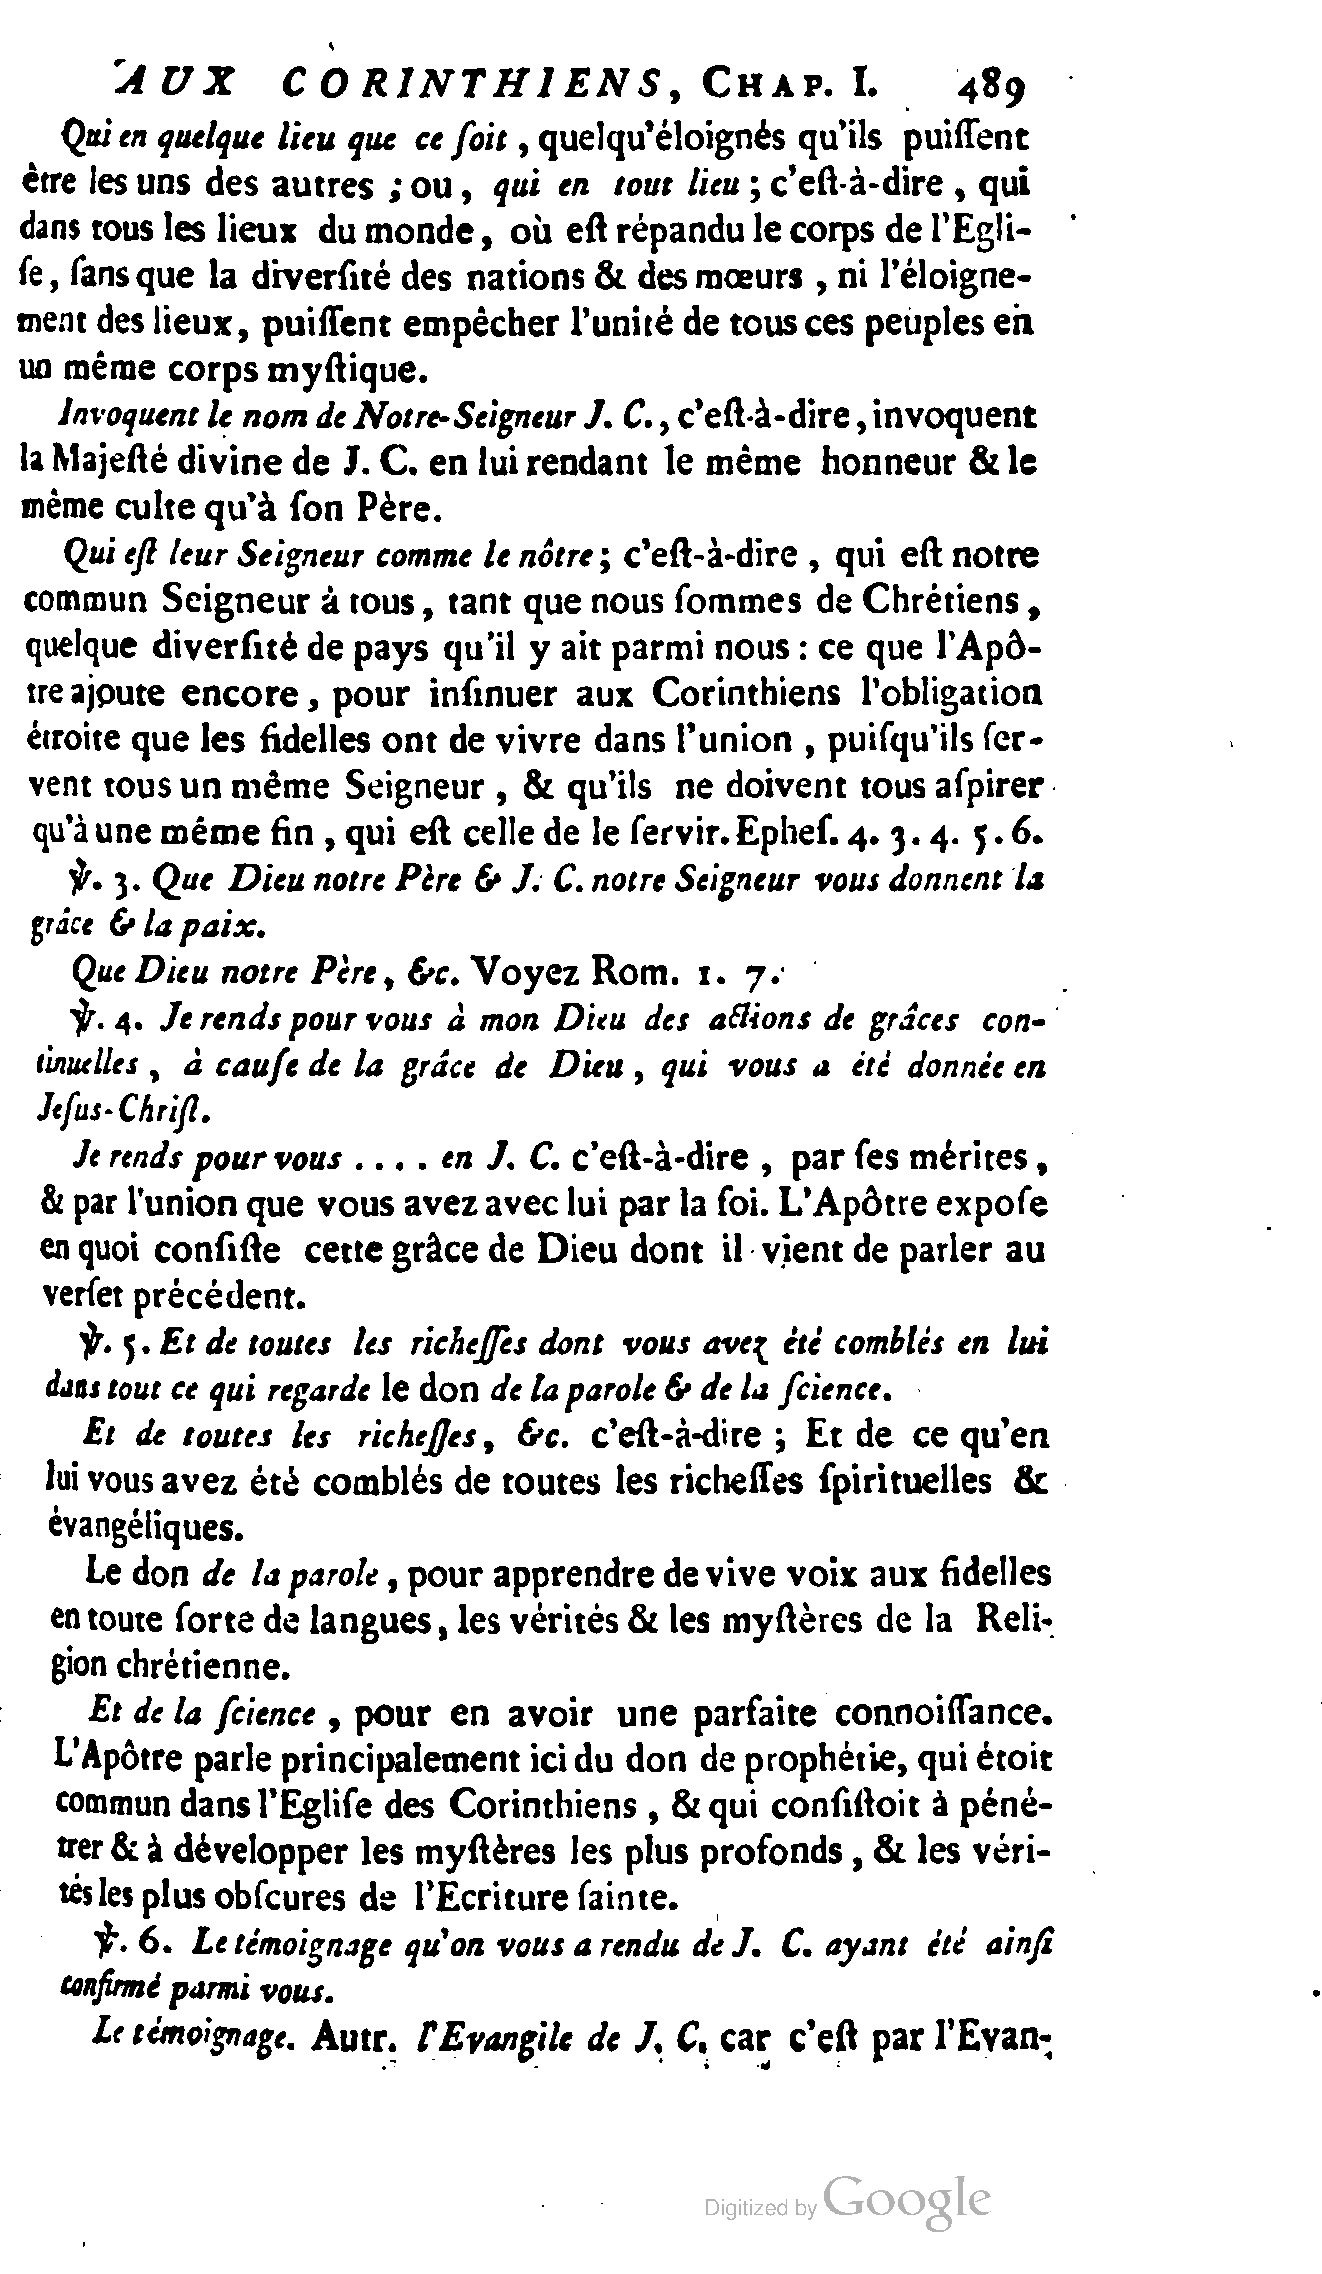 AUX CORINTHIENS, CHAP. I. 489
Qui en quelque lieu que ce ſoit, quelqu'éloignés qu'ils puiſſent
être les uns des autres ; ou, qui en tout lieu ; c'eſt-à-dire, qui
dans tous les lieux du monde, où eſt répandu le corps de l'Egli-
ſe, ſans que la diverſité des nations & des mœurs, ni l'éloigne-
ment des lieux, puiſſent empêcher l'unité de tous ces peuples en
un même corps myſtique.
Invoquent le nom de Notre-Seigneur J. C., c'eſt-à-dire, invoquent
la Majeſté divine de J. C. en lui rendant le même honneur & le
même culte qu'à ſon Père.
Qui eſt leur Seigneur comme le nôtre ; c'eſt-à-dire, qui eſt notre
commun Seigneur à tous, tant que nous ſommes de Chrétiens,
quelque diverſité de pays qu'il y ait parmi nous : ce que l'Apô-
tre ajoute encore, pour inſinuer aux Corinthiens l'obligation
étroite que les fidelles ont de vivre dans l'union, puiſqu'ils ſer-
vent tous un même Seigneur, & qu'ils ne doivent tous aſpirer
qu'à une même fin, qui eſt celle de le ſervir. Epheſ. 4. 3. 4. 5. 6.
℣. 3. Que Dieu notre Père & J. C. notre Seigneur vous donnent la
grâce & la paix.
Que Dieu notre Père, &c. Voyez Rom. 1. 7.
℣. 4. Je rends pour vous à mon Dieu des actions de grâces con-
tinuelles, à cauſe de la grâce de Dieu, qui vous a été donnée en
Jeſus-Chriſt.
Je rends pour vous .... en J. C. c'eſt-à-dire, par ſes mérites,
& par l'union que vous avez avec lui par la foi. L'Apôtre expoſe
en quoi conſiſte cette grâce de Dieu dont il vient de parler au
verſet précédent.
℣. 5. Et de toutes les richeſſes dont vous avez été comblés en lui
dans tout ce qui regarde le don de la parole & de la ſcience.
Et de toutes les richeſſes, &c. c'eſt-à-dire ; Et de ce qu'en
lui vous avez été comblés de toutes les richeſſes ſpirituelles &
évangéliques.
Le don de la parole, pour apprendre de vive voix aux fidelles
en toute ſorte de langues, les vérités & les myſtères de la Reli-
gion chrétienne.
Et de la ſcience, pour en avoir une parfaite connoiſſance.
L'Apôtre parle principalement ici du don de prophétie, qui étoit
commun dans l'Egliſe des Corinthiens, & qui conſiſtoit à péné-
trer & à développer les myſtères les plus profonds, & les véri-
tés les plus obſcures de l'Ecriture ſainte.
℣. 6. Le témoignage qu'on vous a rendu de J. C. ayant été ainſi
confirmé parmi vous.
Le témoignage. Autr. l'Evangile de J. C. car c'eſt par l'Evan-
Digitized by Google